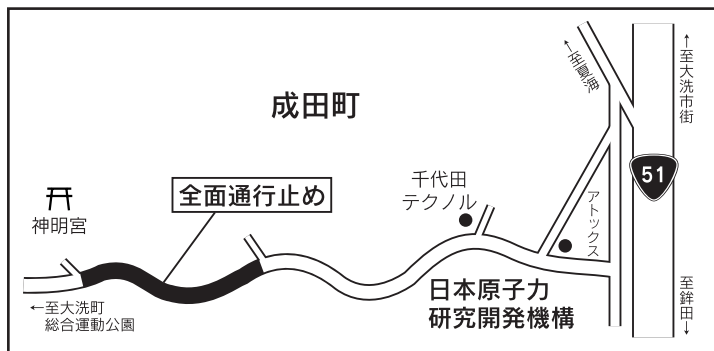 成田町
←至夏海
←至大洗市街
51
全面通行止め
千代田
テクノル
アトックス
神明宮
日本原子力
研究開発機構
至鉾田→
←至大洗町
総合運動公園